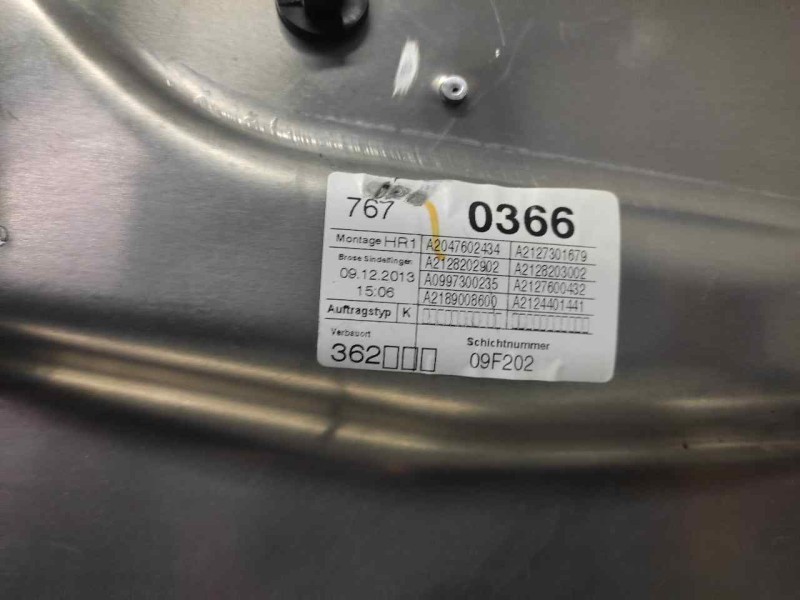 767 0366
Montage HR1 A2047602434 A2127301679
Brose Sindelfingen A2128202902 A2128203002
09.12.2013 A0997300235 A2127600432
15:06 A2189008600 A2124401441
Auftragstyp K
Verbauort Schichtnummer
362 09F202